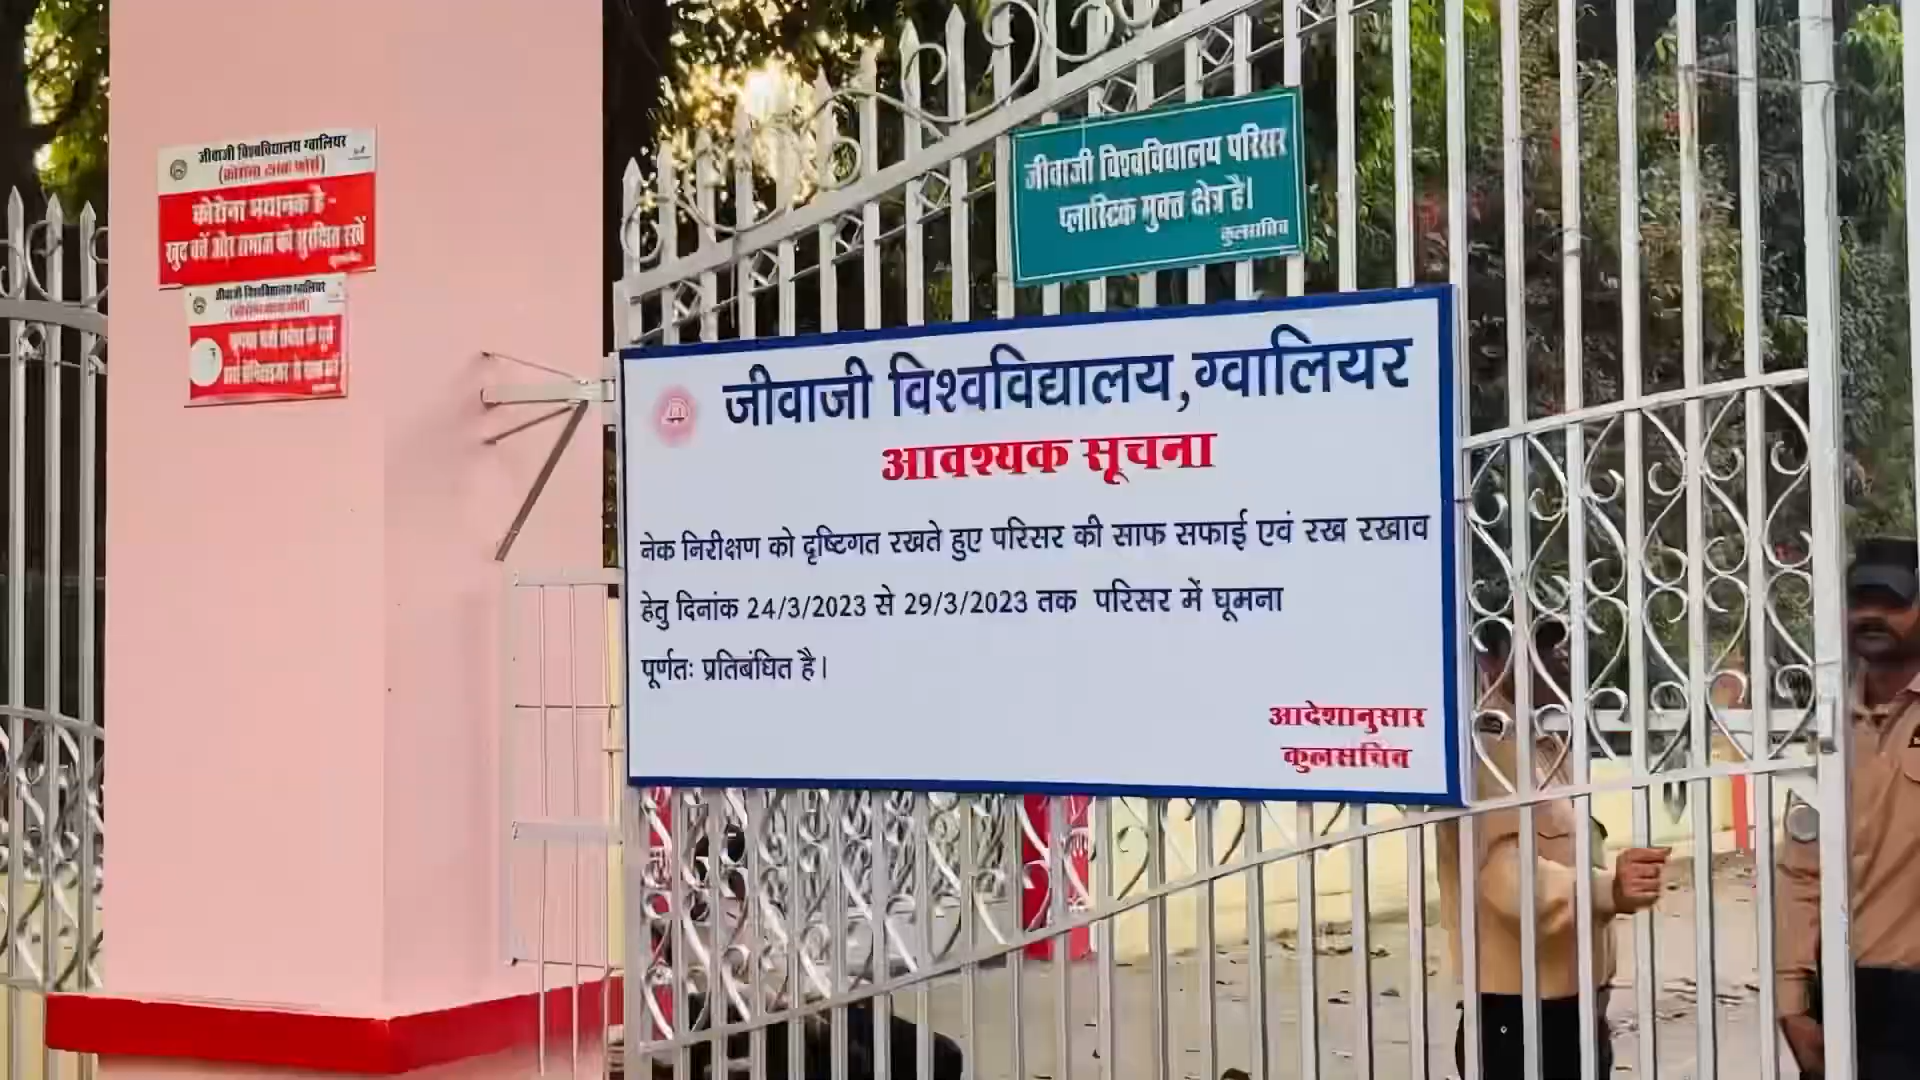 जीवाजी विश्वविद्यालय ग्वालियर
कोरोना भयानक है -
खुद बचें और समाज को सुरक्षित रखें
जीवाजी विश्वविद्यालय ग्वालियर
जीवाजी विश्वविद्यालय परिसर
प्लास्टिक मुक्त क्षेत्र है।
कुलसचिव
जीवाजी विश्वविद्यालय,ग्वालियर
आवश्यक सूचना
नेक निरीक्षण को दृष्टिगत रखते हुए परिसर की साफ सफाई एवं रख रखाव
हेतु दिनांक 24/3/2023 से 29/3/2023 तक परिसर में घूमना
पूर्णतः प्रतिबंधित है।
आदेशानुसार
कुलसचिव